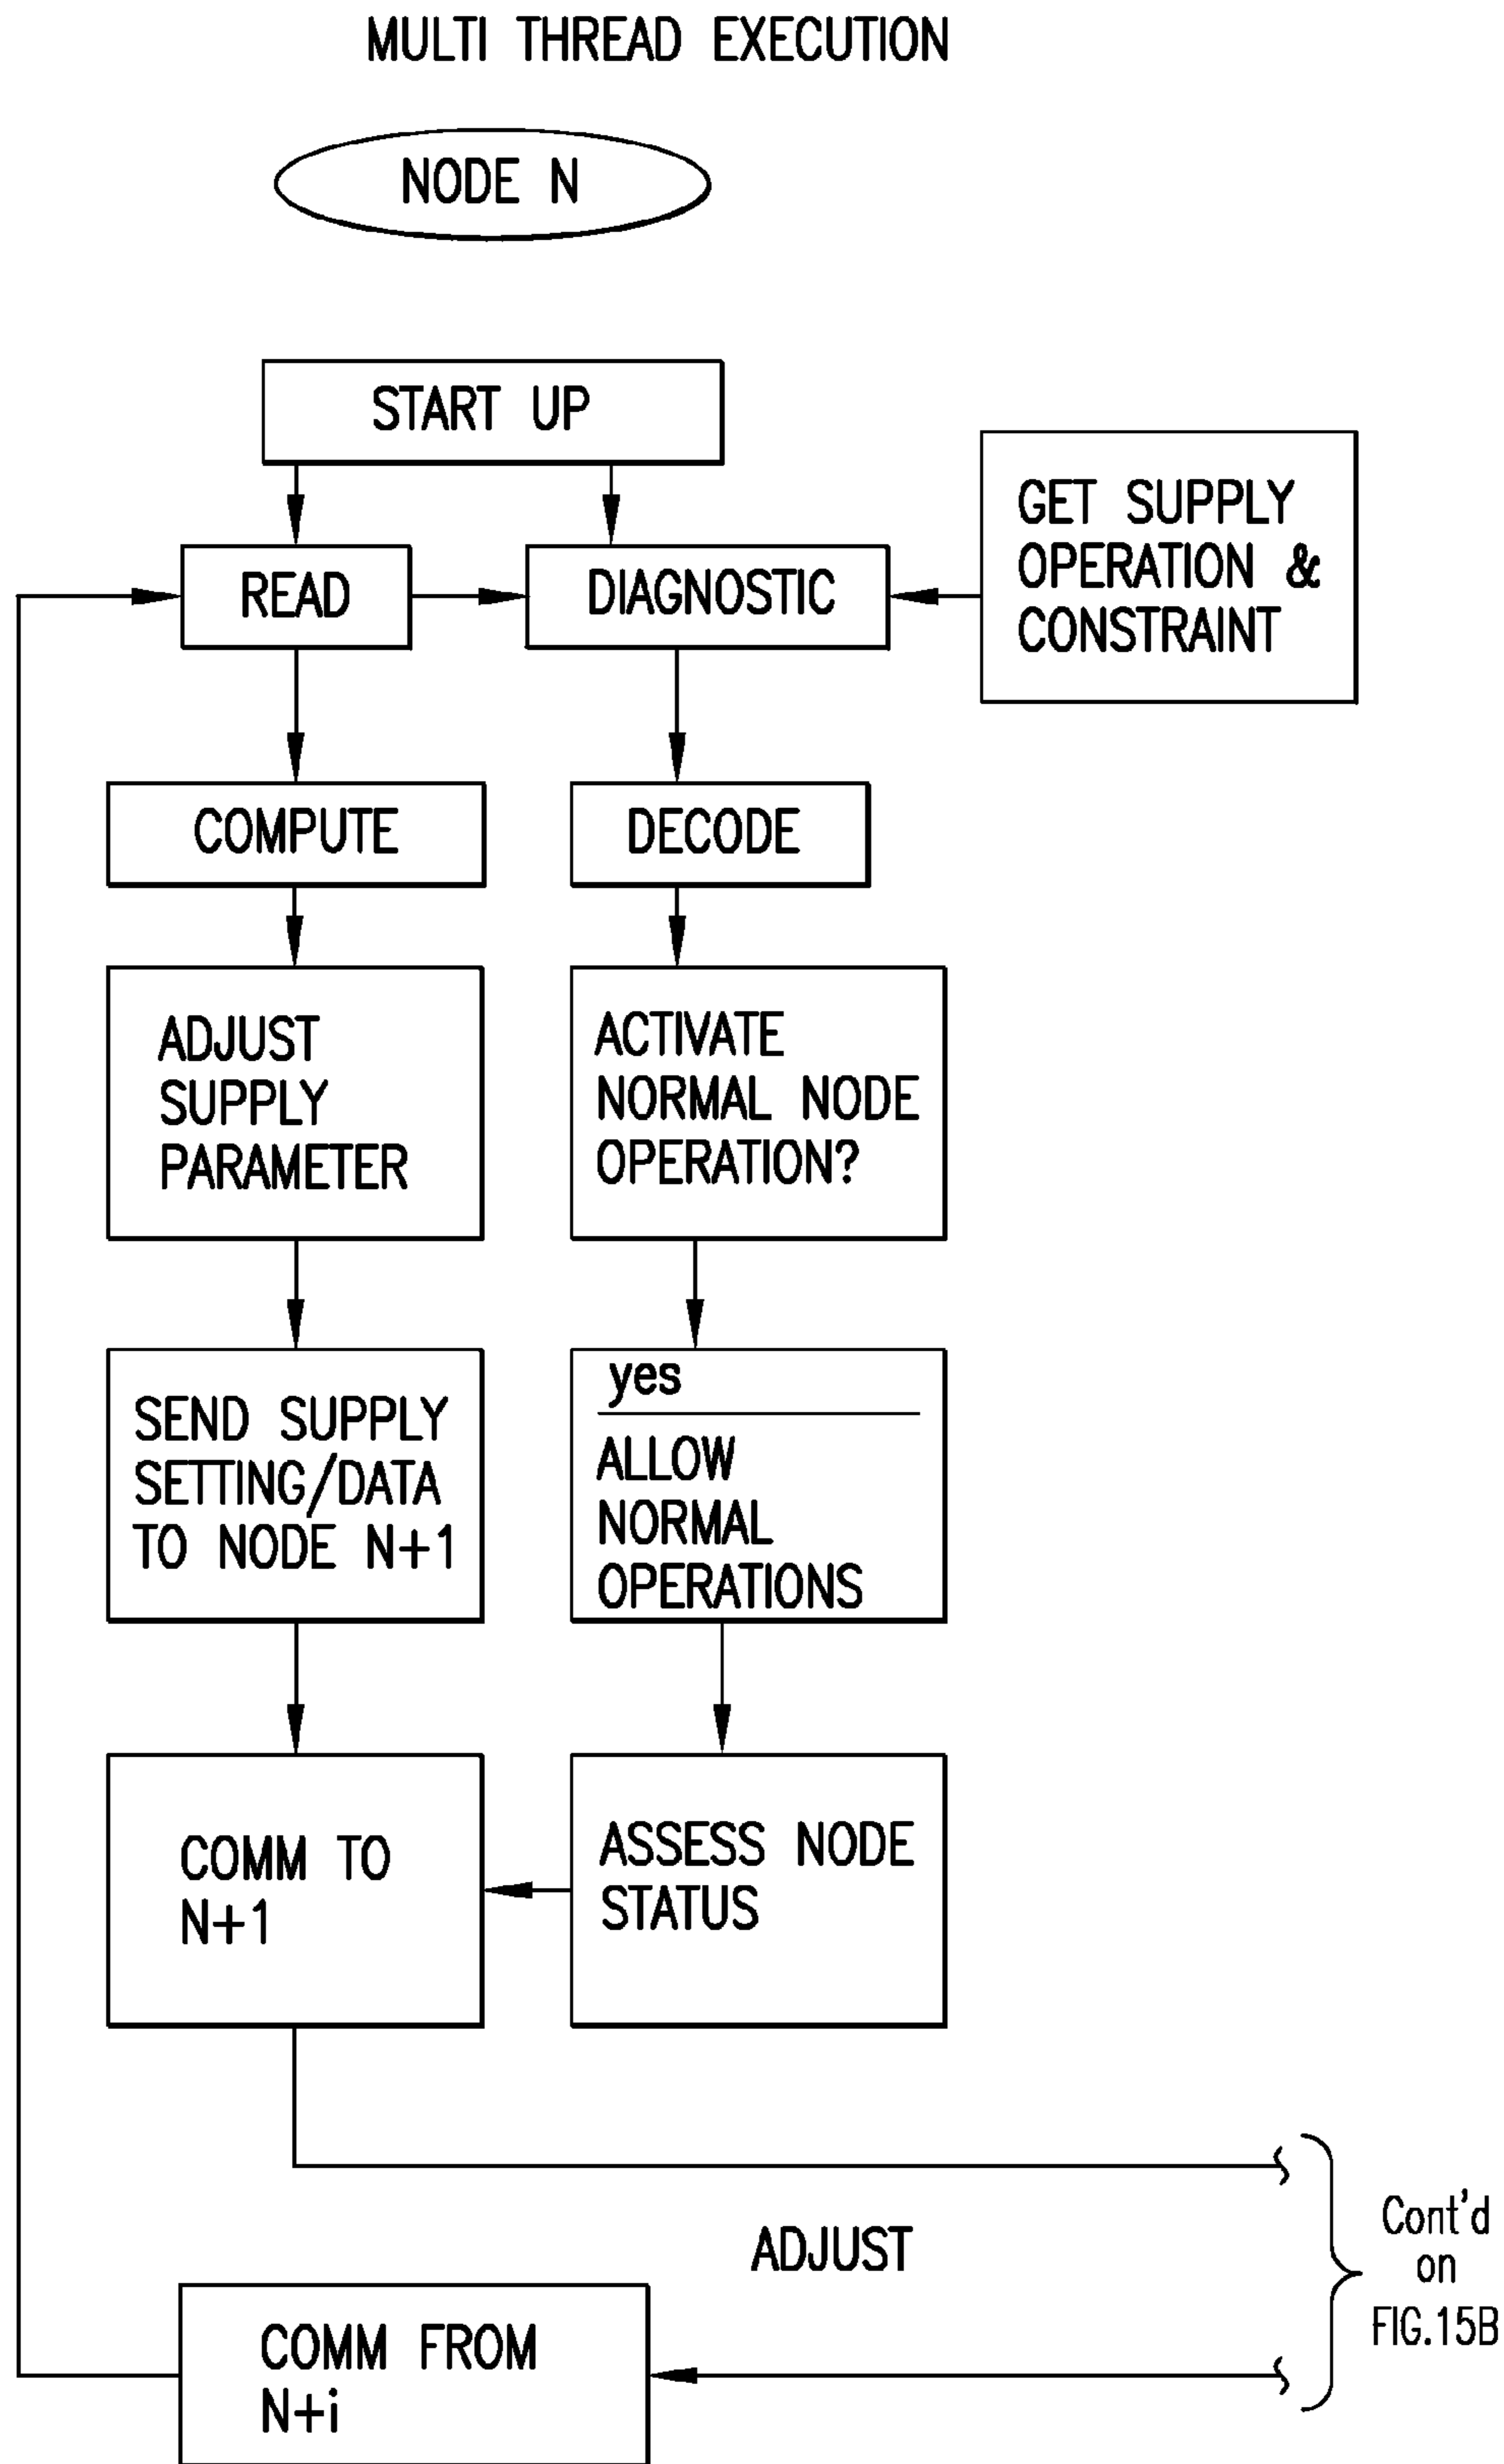 MULTI THREAD EXECUTION
NODE N
START UP
READ
DIAGNOSTIC
GET SUPPLY
OPERATION &
CONSTRAINT
COMPUTE
DECODE
ADJUST
SUPPLY
PARAMETER
ACTIVATE
NORMAL NODE
OPERATION?
SEND SUPPLY
SETTING/DATA
TO NODE N+1
yes
ALLOW
NORMAL
OPERATIONS
COMM TO
N+1
ASSESS NODE
STATUS
ADJUST
COMM FROM
N+i
Cont'd
on
FIG.15B